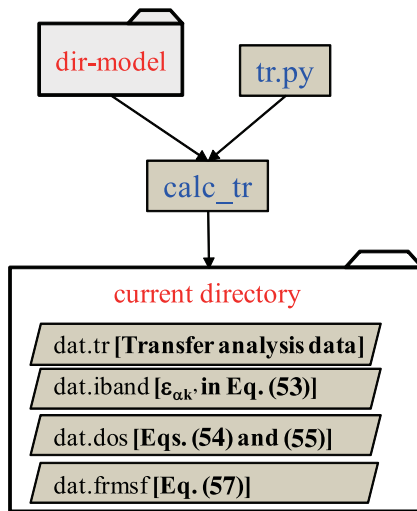 dir-model
tr.py
calc_tr
current directory
dat.tr [Transfer analysis data]
dat.iband [εαk, in Eq. (53)]
dat.dos [Eqs. (54) and (55)]
dat.frmsf [Eq. (57)]